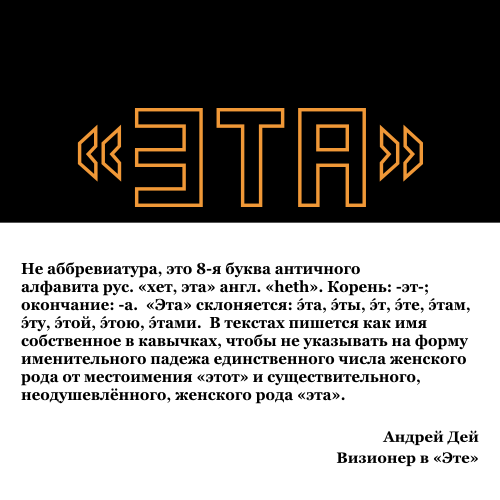 «ЭТА»
Не аббревиатура, это 8-я буква античного
алфавита рус. «хет, эта» англ. «heth». Корень: -эт-;
окончание: -а.  «Эта» склоняется: э́та, э́ты, э́т, э́те, э́там,
э́ту, э́той, э́тою, э́тами.  В текстах пишется как имя
собственное в кавычках, чтобы не указывать на форму
именительного падежа единственного числа женского
рода от местоимения «этот» и существительного,
неодушевлённого, женского рода «эта».
Андрей Дей
Визионер в «Эте»